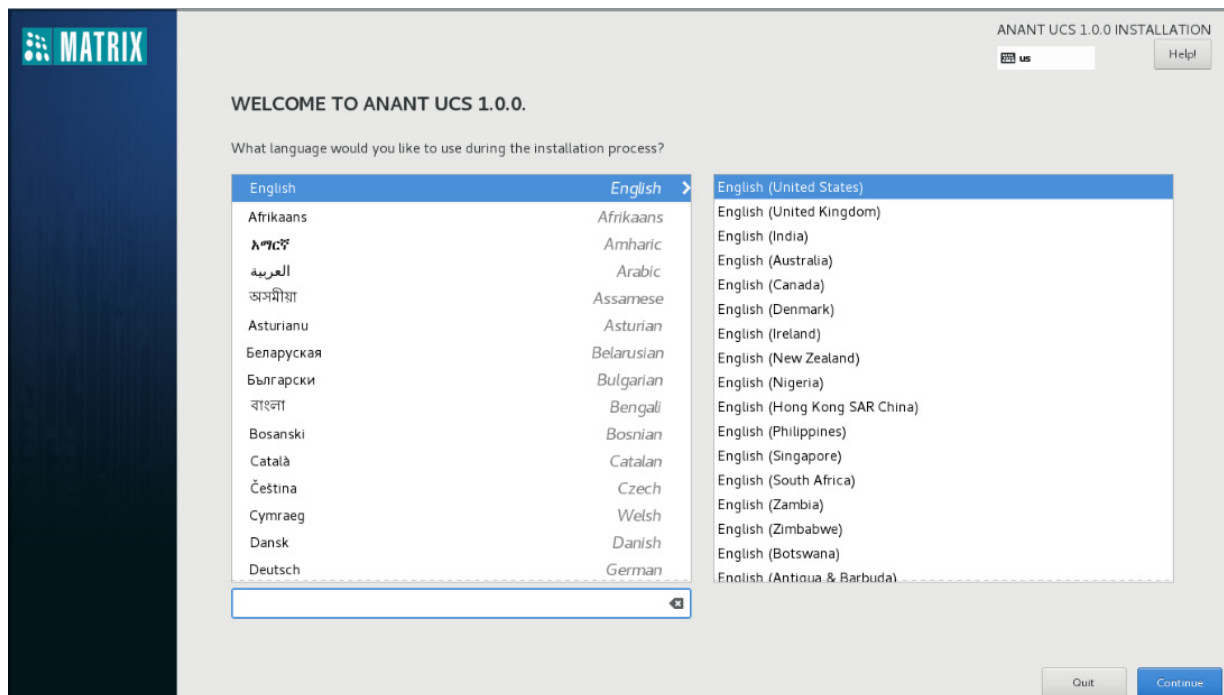 MATRIX
ANANT UCS 1.0.0 INSTALLATION
us
Help!
WELCOME TO ANANT UCS 1.0.0.
What language would you like to use during the installation process?
English English
Afrikaans Afrikaans
አማርኛ Amharic
العربية Arabic
অসমীয়া Assamese
Asturianu Asturian
Беларуская Belarusian
Български Bulgarian
বাংলা Bengali
Bosanski Bosnian
Català Catalan
Čeština Czech
Cymraeg Welsh
Dansk Danish
Deutsch German
English (United States)
English (United Kingdom)
English (India)
English (Australia)
English (Canada)
English (Denmark)
English (Ireland)
English (New Zealand)
English (Nigeria)
English (Hong Kong SAR China)
English (Philippines)
English (Singapore)
English (South Africa)
English (Zambia)
English (Zimbabwe)
English (Botswana)
English (Antigua & Barbuda)
Quit
Continue